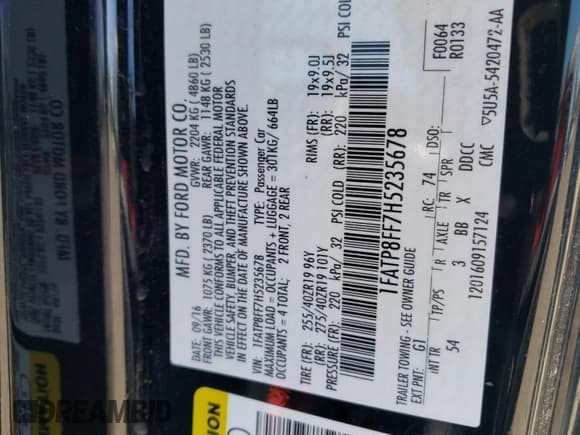 MFD. BY FORD MOTOR CO.
DATE: 09/16 GVWR: 2204 KG ( 4860 LB)
FRONT GAWR: 1075 KG ( 2370 LB) REAR GAWR: 1148 KG ( 2530 LB)
THIS VEHICLE CONFORMS TO ALL APPLICABLE FEDERAL MOTOR
VEHICLE SAFETY, BUMPER, AND THEFT PREVENTION STANDARDS
IN EFFECT ON THE DATE OF MANUFACTURE SHOWN ABOVE.
VIN: 1FATP8FF7H5235678 TYPE: Passenger Car
MAXIMUM LOAD = OCCUPANTS + LUGGAGE = 301KG/ 664LB
OCCUPANTS = 4 TOTAL: 2 FRONT, 2 REAR
TIRE (FR): 255/40ZR19 96Y RIMS (FR): 19x9.0J
(RR): 275/40ZR19 101Y (RR): 19x9.5J
PRESSURE (FR): 220 kPa/ 32 PSI COLD (RR): 220 kPa/ 32 PSI COLD
1FATP8FF7H5235678
TRAILER TOWING - SEE OWNER GUIDE F0064
EXT PNT: G1 RC: 74 DSO: R0133
INT TR TP/PS R AXLE TR SPR
54 3 BB X DDCC
1201609157124 CMC ▽5U5A-5420472-AA
DREAMBID